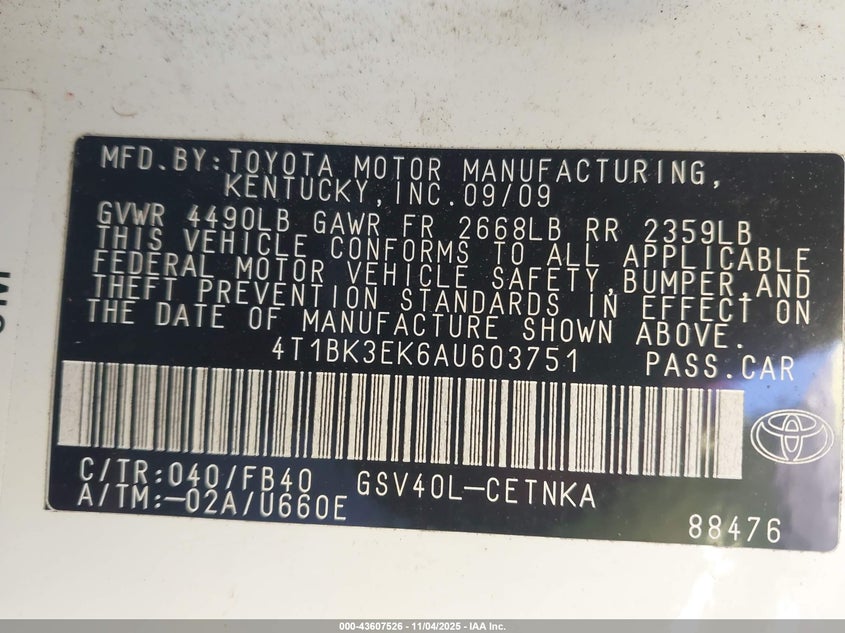 MFD.BY:TOYOTA MOTOR MANUFACTURING,
KENTUCKY,INC.09/09
GVWR 4490LB GAWR FR 2668LB RR 2359LB
THIS VEHICLE CONFORMS TO ALL APPLICABLE
FEDERAL MOTOR VEHICLE SAFETY,BUMPER,AND
THEFT PREVENTION STANDARDS IN EFFECT ON
THE DATE OF MANUFACTURE SHOWN ABOVE.
4T1BK3EK6AU603751 PASS.CAR
C/TR:040/FB40 GSV40L-CETNKA
A/TM:-02A/U660E
88476
000-43607526 - 11/04/2025 - IAA Inc.